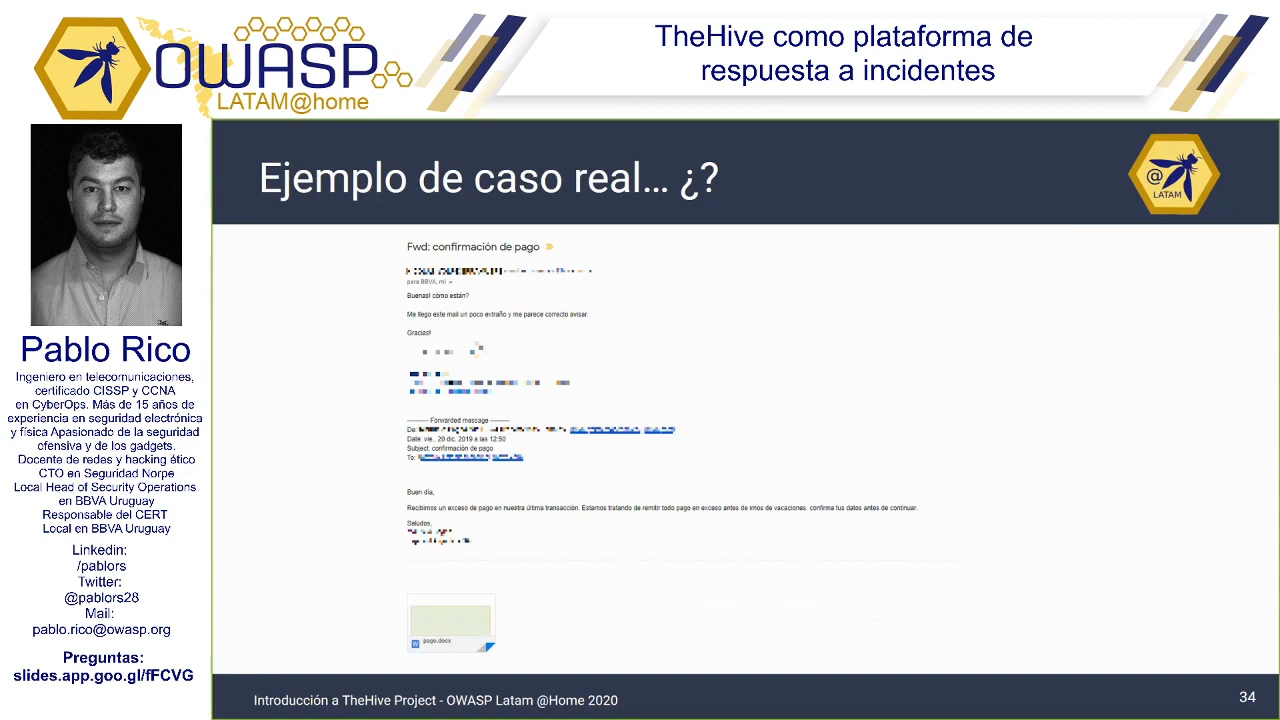 OWASP
LATAM@home
TheHive como plataforma de
respuesta a incidentes
Ejemplo de caso real... ¿?
@
LATAM
Fwd: confirmación de pago
para BBVA, mí
Buenas! cómo están?
Me llego este mail un poco extraño y me parece correcto avisar.
Gracias!
---------- Forwarded message ----------
De:
Date: vie., 20 dic. 2019 a las 12:50
Subject: confirmación de pago
To:
Buen día,
Recibimos un exceso de pago en nuestra última transacción. Estamos tratando de remitir todo pago en exceso antes de irnos de vacaciones. confirma tus datos antes de continuar.
Saludos,
W
pago.docx
Pablo Rico
Ingeniero en telecomunicaciones,
certificado CISSP y CCNA
en CyberOps. Más de 15 años de
experiencia en seguridad electrónica
y física Apasionado de la seguridad
ofensiva y de los gadgets.
Docente de redes y hacking ético
CTO en Seguridad Norpe
Local Head of Security Operations
en BBVA Uruguay
Responsable del CERT
Local en BBVA Uruguay
Linkedin:
/pablors
Twitter:
@pablors28
Mail:
pablo.rico@owasp.org
Preguntas:
slides.app.goo.gl/fFCVG
Introducción a TheHive Project - OWASP Latam @Home 2020
34